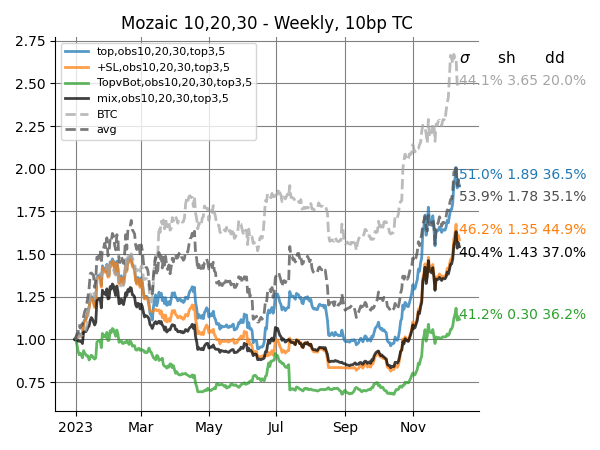 Mozaic 10,20,30 - Weekly, 10bp TC
2.75
2.50
2.25
2.00
1.75
1.50
1.25
1.00
0.75
top,obs10,20,30,top3,5
+SL,obs10,20,30,top3,5
TopvBot,obs10,20,30,top3,5
mix,obs10,20,30,top3,5
BTC
avg
σ sh dd
44.1% 3.65 20.0%
51.0% 1.89 36.5%
53.9% 1.78 35.1%
46.2% 1.35 44.9%
40.4% 1.43 37.0%
41.2% 0.30 36.2%
2023 Mar May Jul Sep Nov